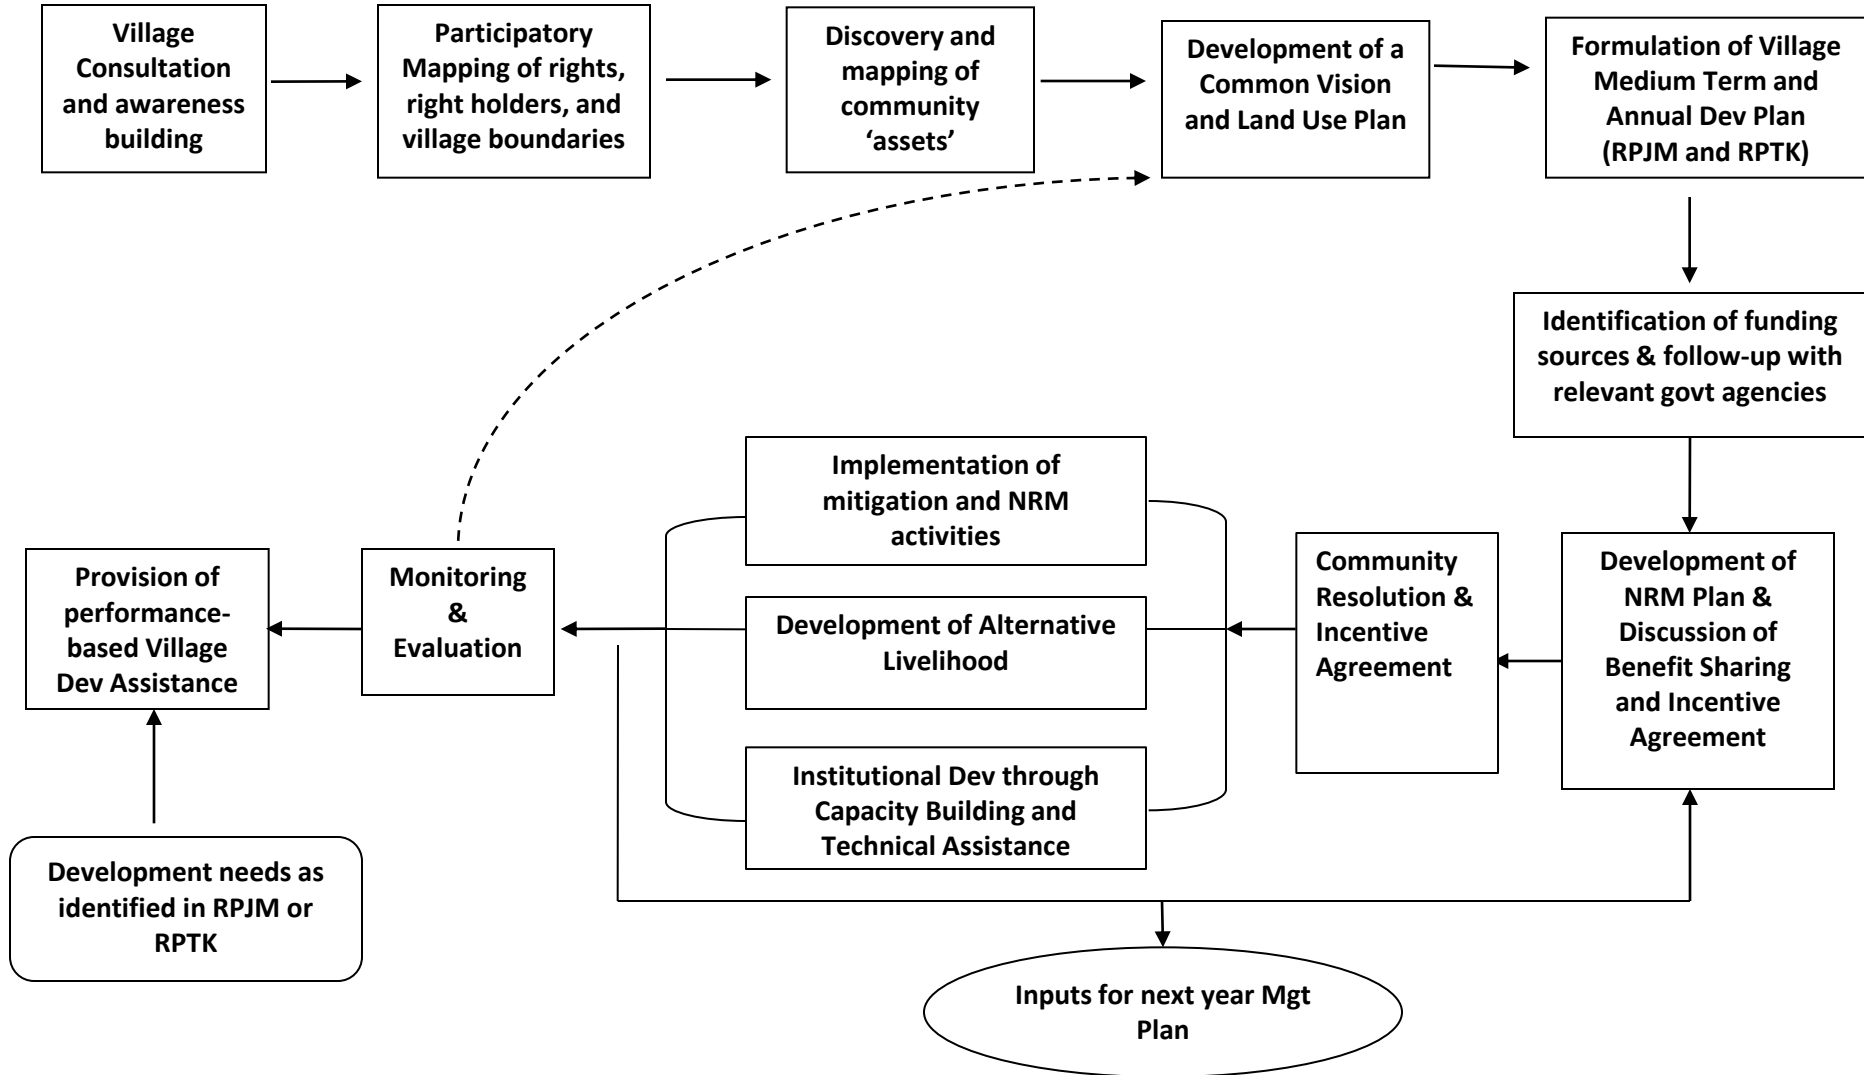 Village
Consultation
and awareness
building
Participatory
Mapping of rights,
right holders, and
village boundaries
Discovery and
mapping of
community
‘assets’
Development of a
Common Vision
and Land Use Plan
Formulation of Village
Medium Term and
Annual Dev Plan
(RPJM and RPTK)
Identification of funding
sources & follow-up with
relevant govt agencies
Development of
NRM Plan &
Discussion of
Benefit Sharing
and Incentive
Agreement
Community
Resolution &
Incentive
Agreement
Implementation of
mitigation and NRM
activities
Development of Alternative
Livelihood
Institutional Dev through
Capacity Building and
Technical Assistance
Monitoring
&
Evaluation
Provision of
performance-
based Village
Dev Assistance
Development needs as
identified in RPJM or
RPTK
Inputs for next year Mgt
Plan